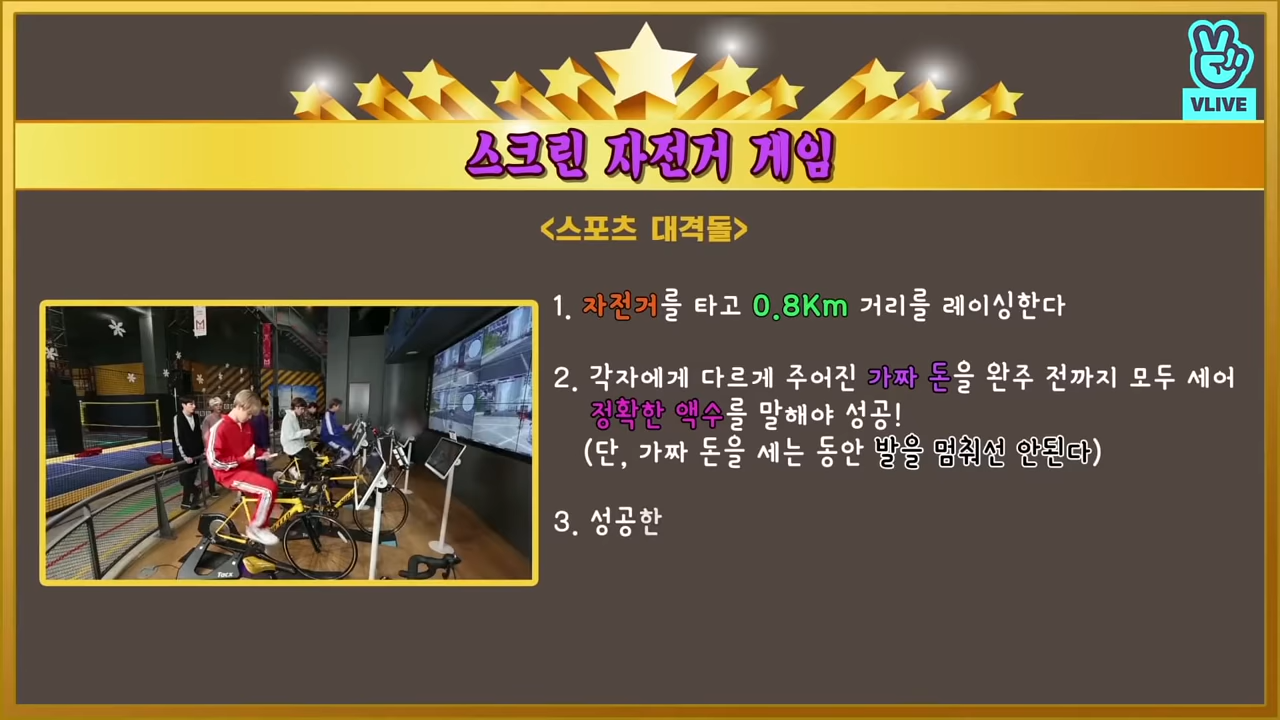 VLIVE
스크린 자전거 게임
<스포츠 대격돌>
1. 자전거를 타고 0.8Km 거리를 레이싱한다
2. 각자에게 다르게 주어진 가짜 돈을 완주 전까지 모두 세어
정확한 액수를 말해야 성공!
(단, 가짜 돈을 세는 동안 발을 멈춰선 안된다)
3. 성공한
M
Tacx